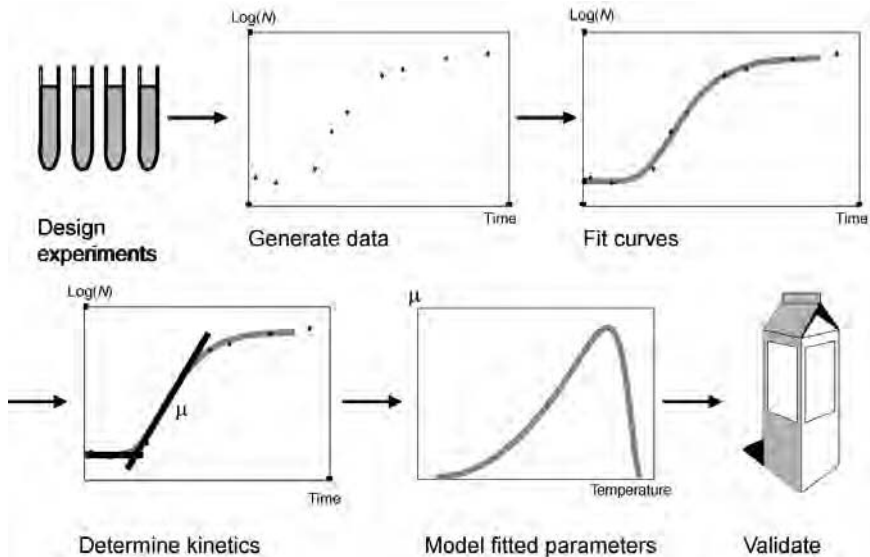 Log(N)
Log(N)
Time
Time
Design
experiments
Generate data
Fit curves
Log(N)
μ
μ
Time
Temperature
Determine kinetics
Model fitted parameters
Validate